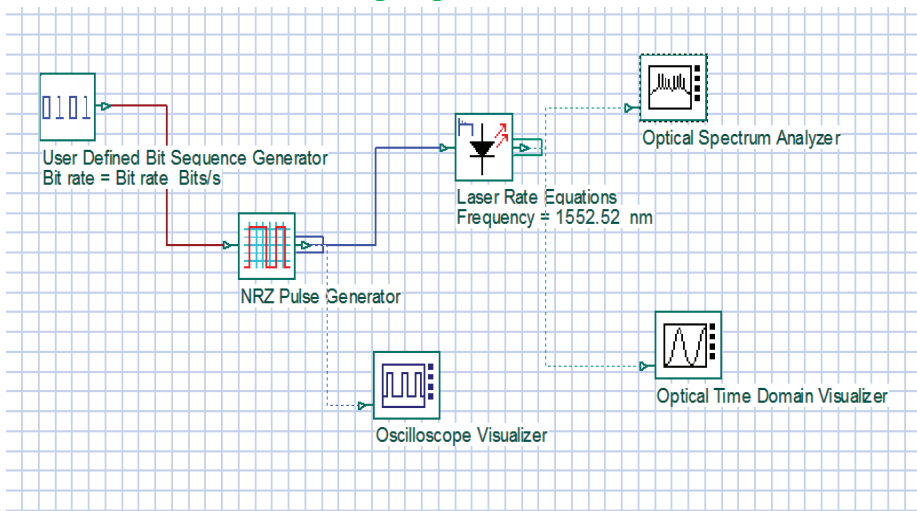 0101
User Defined Bit Sequence Generator
Bit rate = Bit rate Bits/s
NRZ Pulse Generator
Laser Rate Equations
Frequency = 1552.52 nm
Optical Spectrum Analyzer
Optical Time Domain Visualizer
Oscilloscope Visualizer